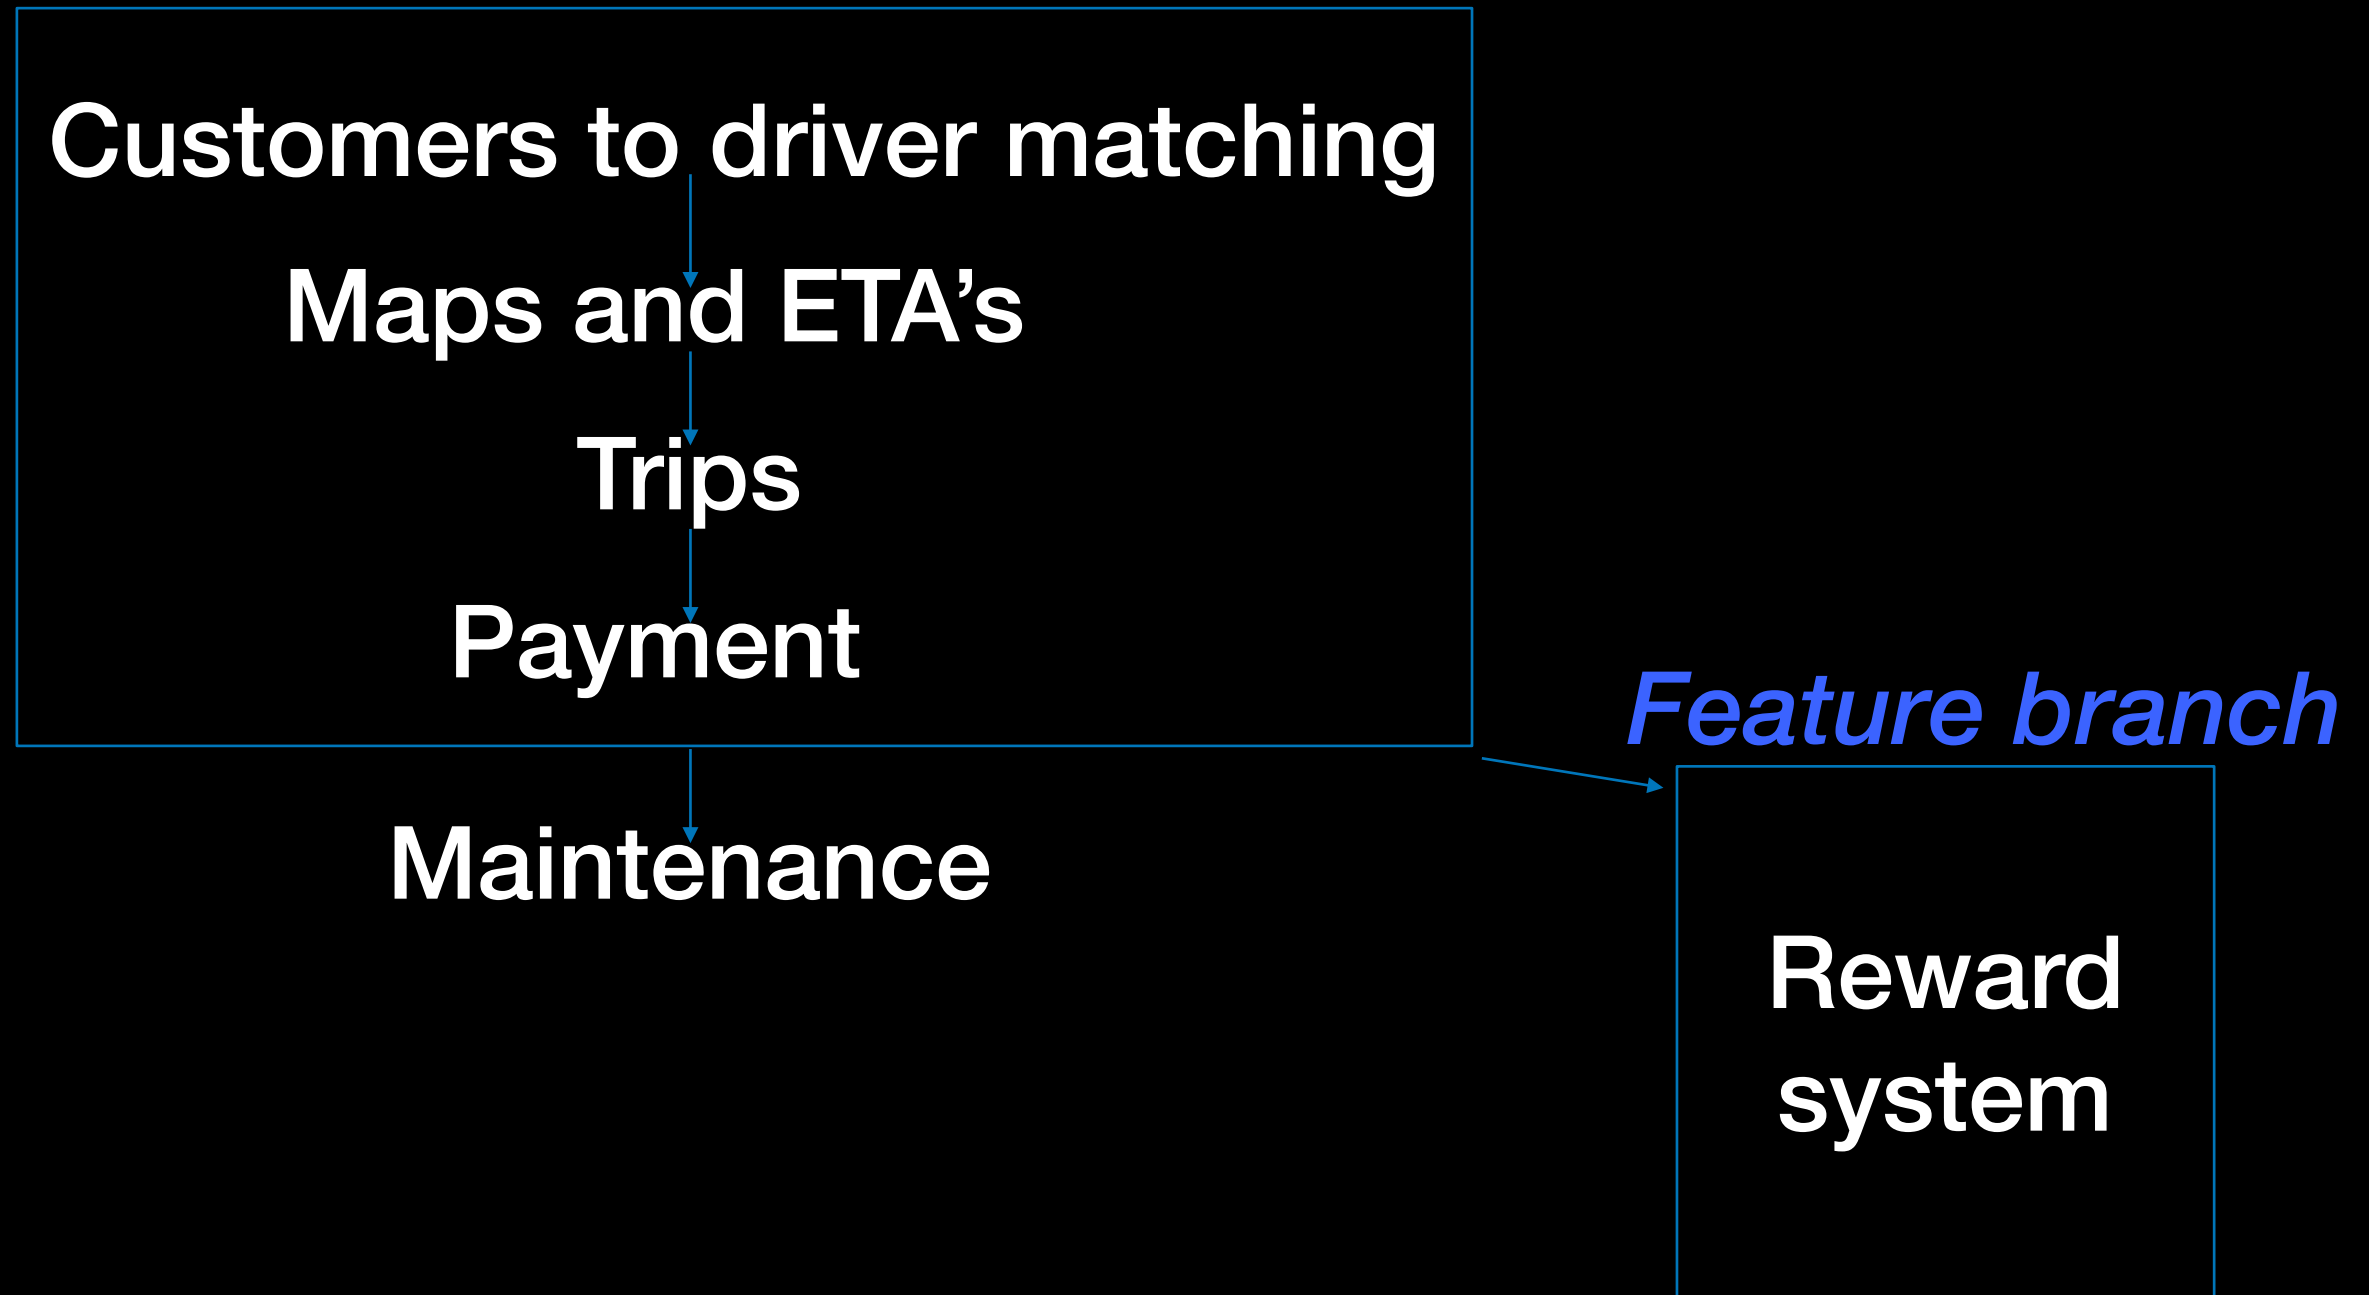 Customers to driver matching
Maps and ETA’s
Trips
Payment
Maintenance
Feature branch
Reward
system